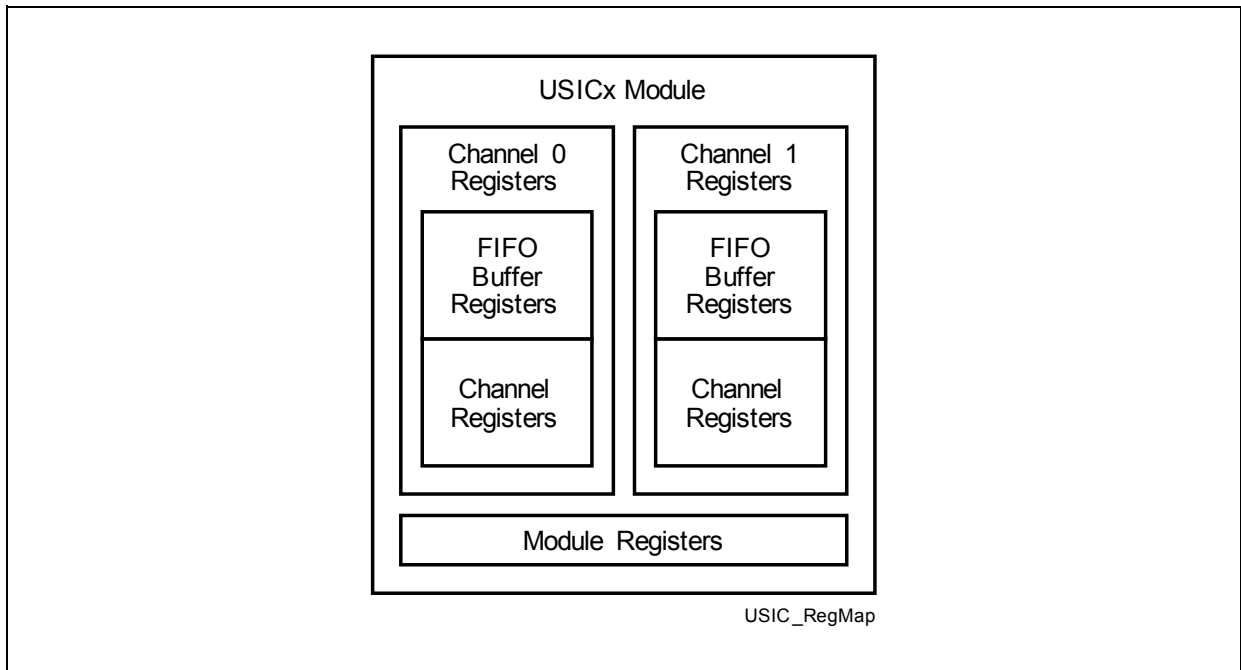 USICx Module
Channel 0
Registers
FIFO
Buffer
Registers
Channel
Registers
Channel 1
Registers
FIFO
Buffer
Registers
Channel
Registers
Module Registers
USIC_RegMap